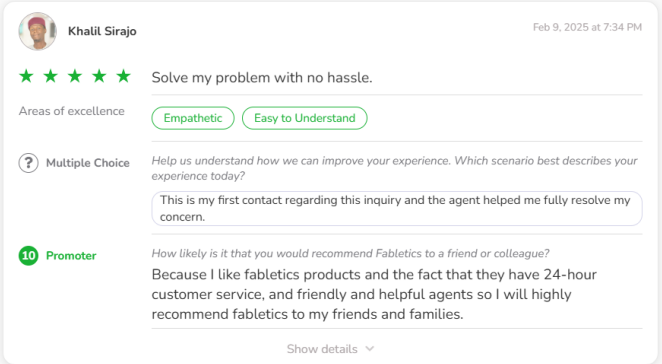 Khalil Sirajo
Feb 9, 2025 at 7:34 PM
Solve my problem with no hassle.
Areas of excellence
Empathetic
Easy to Understand
?
Multiple Choice
Help us understand how we can improve your experience. Which scenario best describes your
experience today?
This is my first contact regarding this inquiry and the agent helped me fully resolve my
concern.
10
Promoter
How likely is it that you would recommend Fabletics to a friend or colleague?
Because I like fabletics products and the fact that they have 24-hour
customer service, and friendly and helpful agents so I will highly
recommend fabletics to my friends and families.
Show details